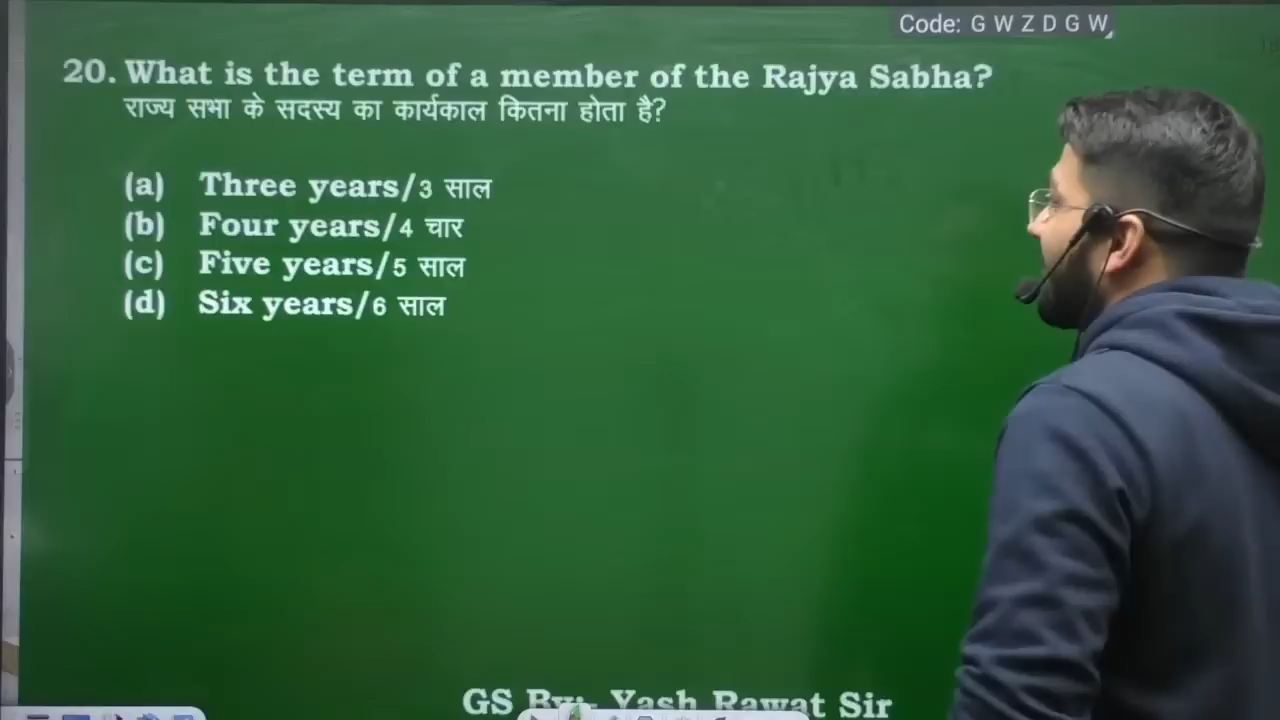 Code: G W Z D G W
20. What is the term of a member of the Rajya Sabha?
राज्य सभा के सदस्य का कार्यकाल कितना होता है?
(a) Three years/3 साल
(b) Four years/4 चार
(c) Five years/5 साल
(d) Six years/6 साल
GS By:- Yash Rawat Sir